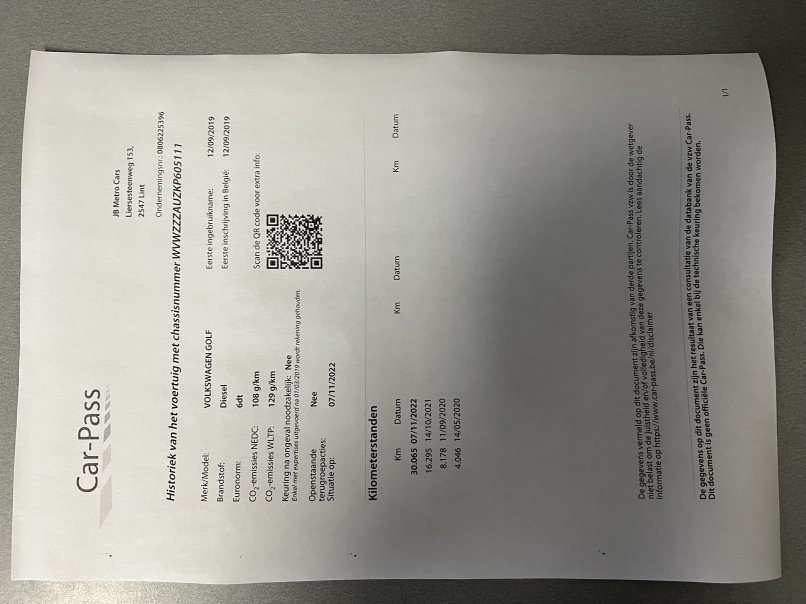 Car-Pass
JB Metro Cars
Liersesteenweg 153,
2547 Lint
Ondernemingsnr.: 0806225396
Historiek van het voertuig met chassisnummer WVWZZZAUZKP605111
Merk/Model: VOLKSWAGEN GOLF
Eerste ingebruikname: 12/09/2019
Brandstof: Diesel
Eerste inschrijving in België: 12/09/2019
Euronorm: 6dt
CO₂-emissies NEDC: 108 g/km
Scan de QR code voor extra info:
CO₂-emissies WLTP: 129 g/km
Keuring na ongeval noodzakelijk: Nee
Enkel met expertises uitgevoerd na 01/03/2019 wordt rekening gehouden.
Openstaande Nee
terugroepacties:
Situatie op: 07/11/2022
Kilometerstanden
Km Datum Km Datum Km Datum
30.065 07/11/2022
16.295 14/10/2021
8.178 11/09/2020
4.046 14/05/2020
De gegevens vermeld op dit document zijn afkomstig van derde partijen. Car-Pass vzw is door de wetgever
niet belast om de juistheid en/of volledigheid van deze gegevens te controleren. Lees aandachtig de
informatie op https://www.car-pass.be/nl/disclaimer
De gegevens op dit document zijn het resultaat van een consultatie van de databank van de vzw Car-Pass.
Dit document is geen officiële Car-Pass. Die kan enkel bij de technische keuring bekomen worden.
1/1